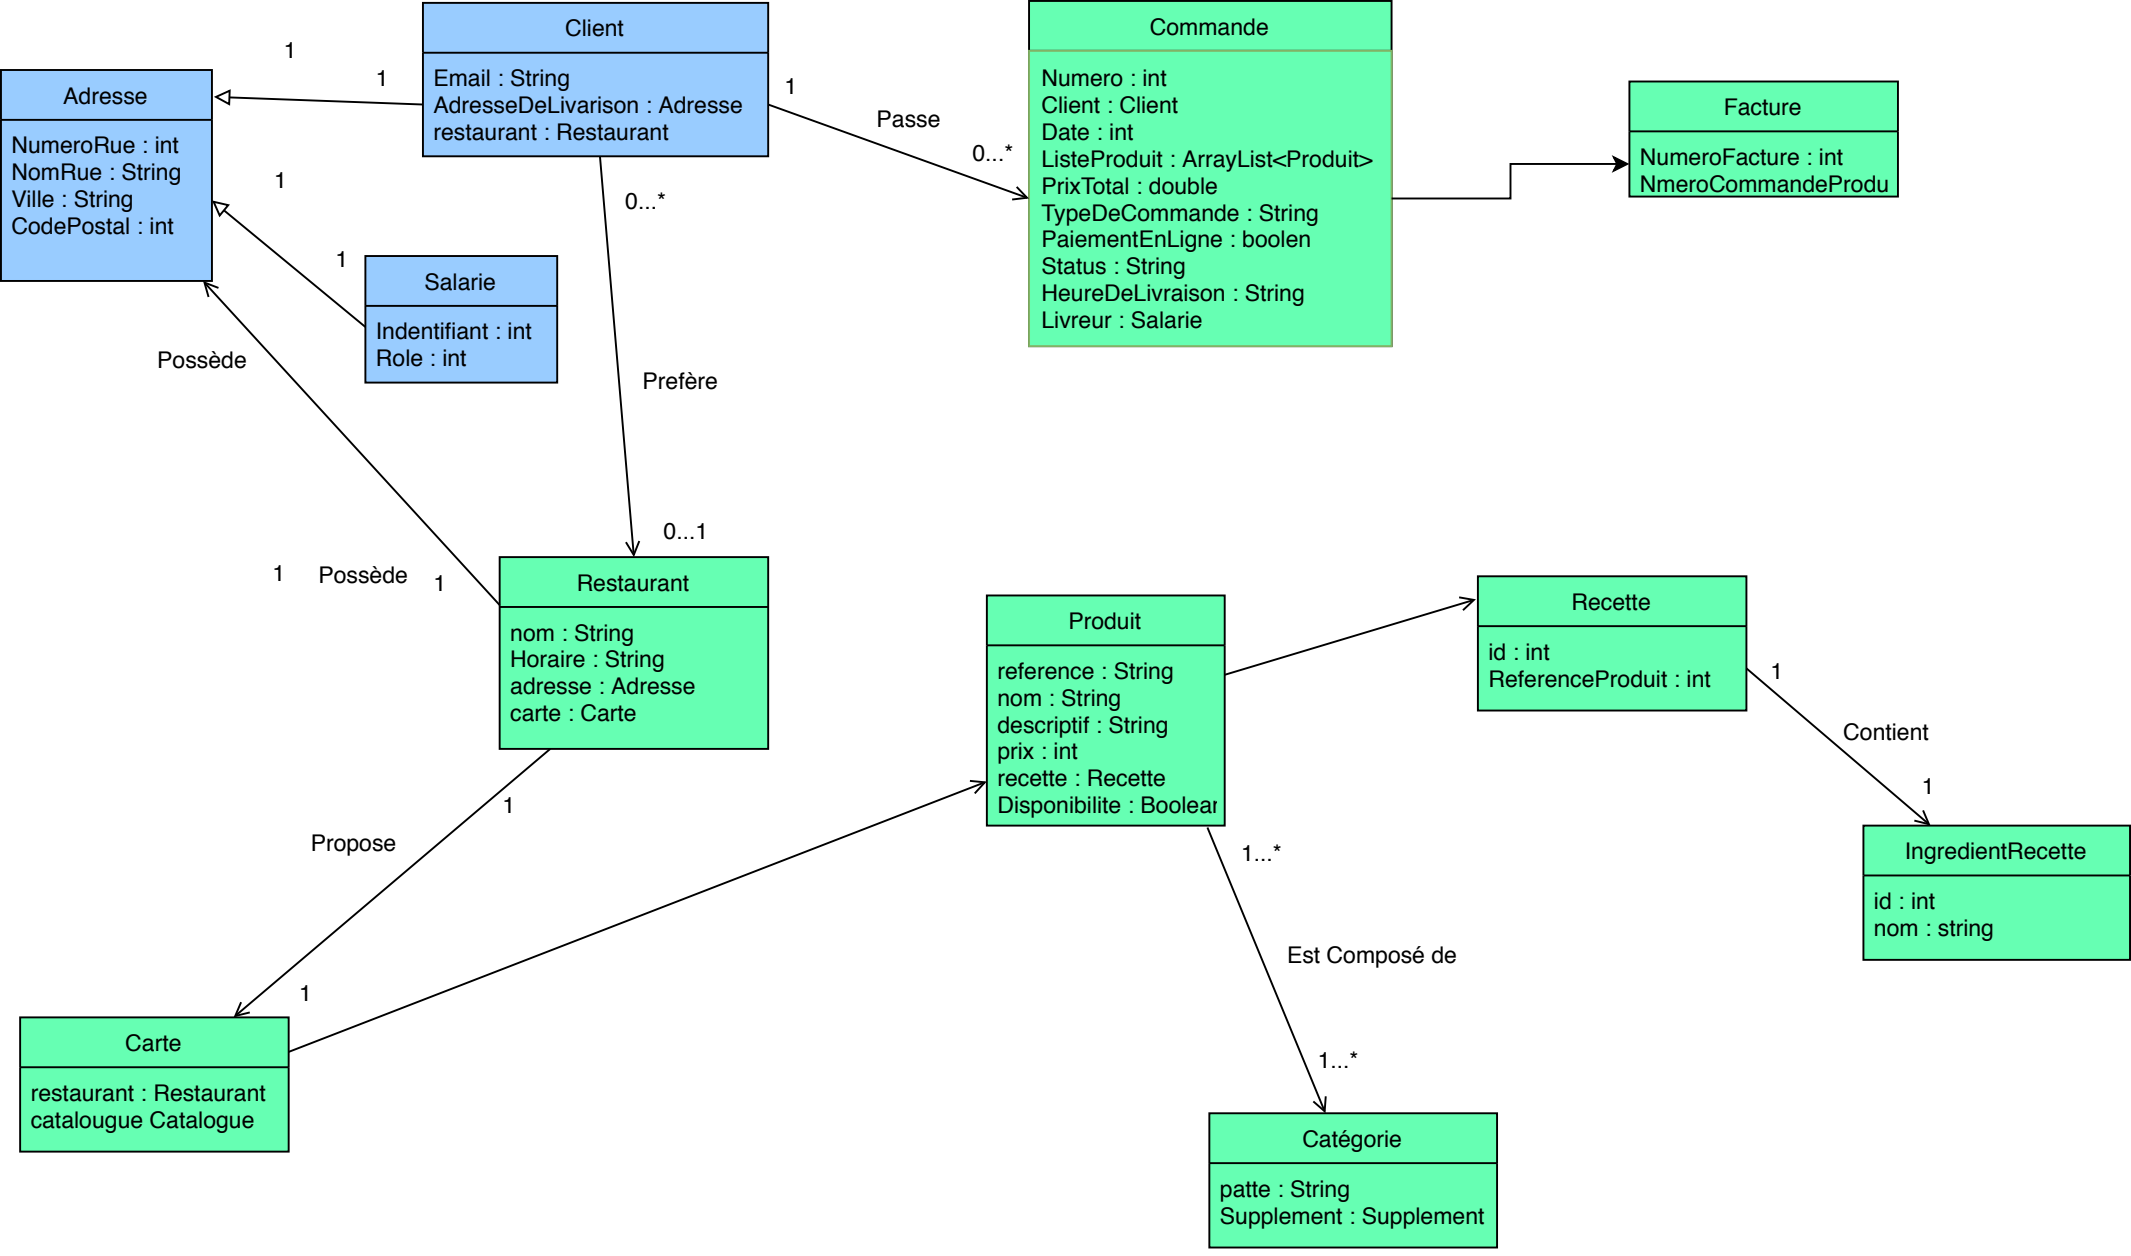 Client
Email : String
AdresseDeLivarison : Adresse
restaurant : Restaurant
Commande
Numero : int
Client : Client
Date : int
ListeProduit : ArrayList<Produit>
PrixTotal : double
TypeDeCommande : String
PaiementEnLigne : boolen
Status : String
HeureDeLivraison : String
Livreur : Salarie
Facture
NumeroFacture : int
NmeroCommandeProdu
Adresse
NumeroRue : int
NomRue : String
Ville : String
CodePostal : int
1
1
1
Passe
0...*
1
1
0...*
Salarie
Indentifiant : int
Role : int
Possède
Prefère
0...1
1
Possède
1
Restaurant
nom : String
Horaire : String
adresse : Adresse
carte : Carte
Produit
reference : String
nom : String
descriptif : String
prix : int
recette : Recette
Disponibilite : Boolear
Recette
id : int
ReferenceProduit : int
1
Contient
1
IngredientRecette
id : int
nom : string
1
Propose
1
1...*
Est Composé de
1...*
Carte
restaurant : Restaurant
catalougue Catalogue
Catégorie
patte : String
Supplement : Supplement